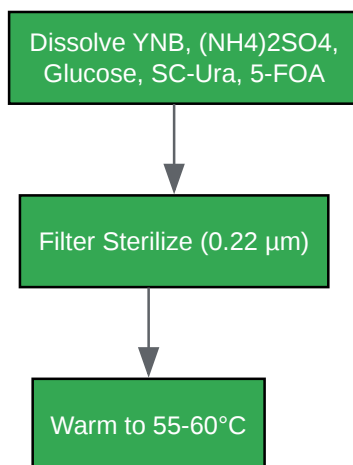 Dissolve YNB, (NH4)2SO4,
Glucose, SC-Ura, 5-FOA
Filter Sterilize (0.22 µm)
Warm to 55-60°C